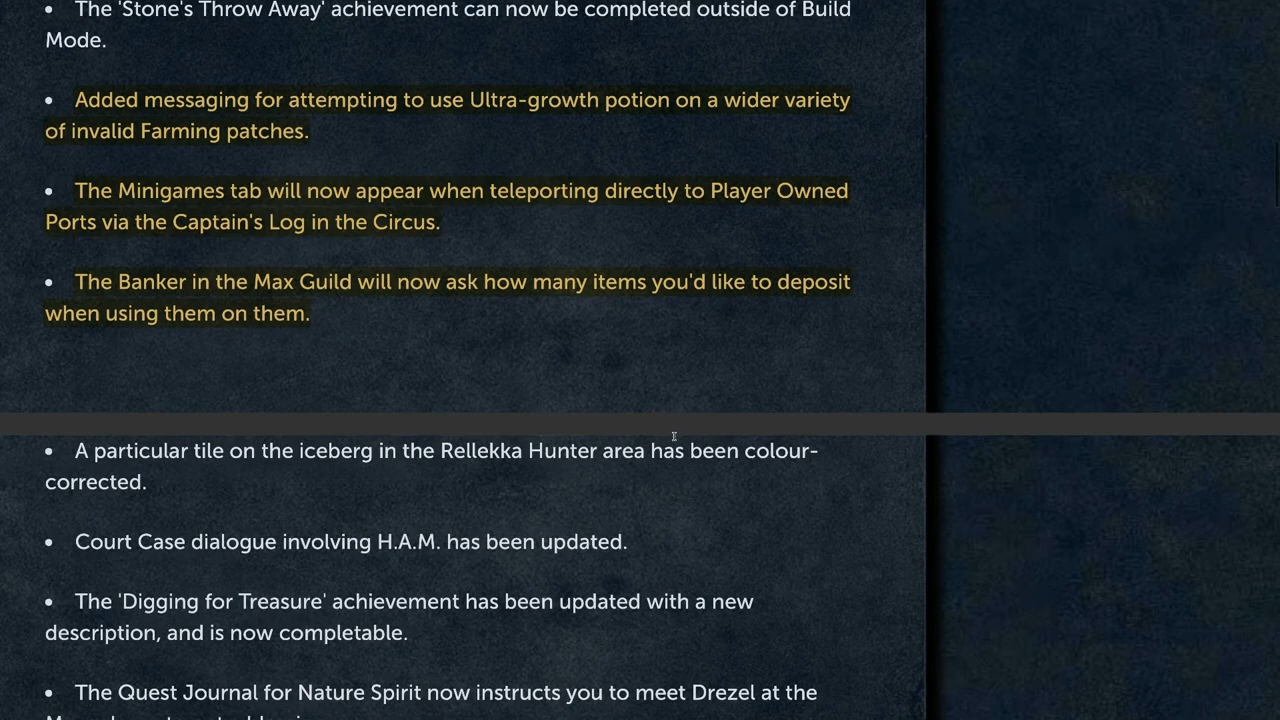 • The 'Stone's Throw Away' achievement can now be completed outside of Build
Mode.
• Added messaging for attempting to use Ultra-growth potion on a wider variety
of invalid Farming patches.
• The Minigames tab will now appear when teleporting directly to Player Owned
Ports via the Captain's Log in the Circus.
• The Banker in the Max Guild will now ask how many items you'd like to deposit
when using them on them.
• A particular tile on the iceberg in the Rellekka Hunter area has been colour-
corrected.
• Court Case dialogue involving H.A.M. has been updated.
• The 'Digging for Treasure' achievement has been updated with a new
description, and is now completable.
• The Quest Journal for Nature Spirit now instructs you to meet Drezel at the